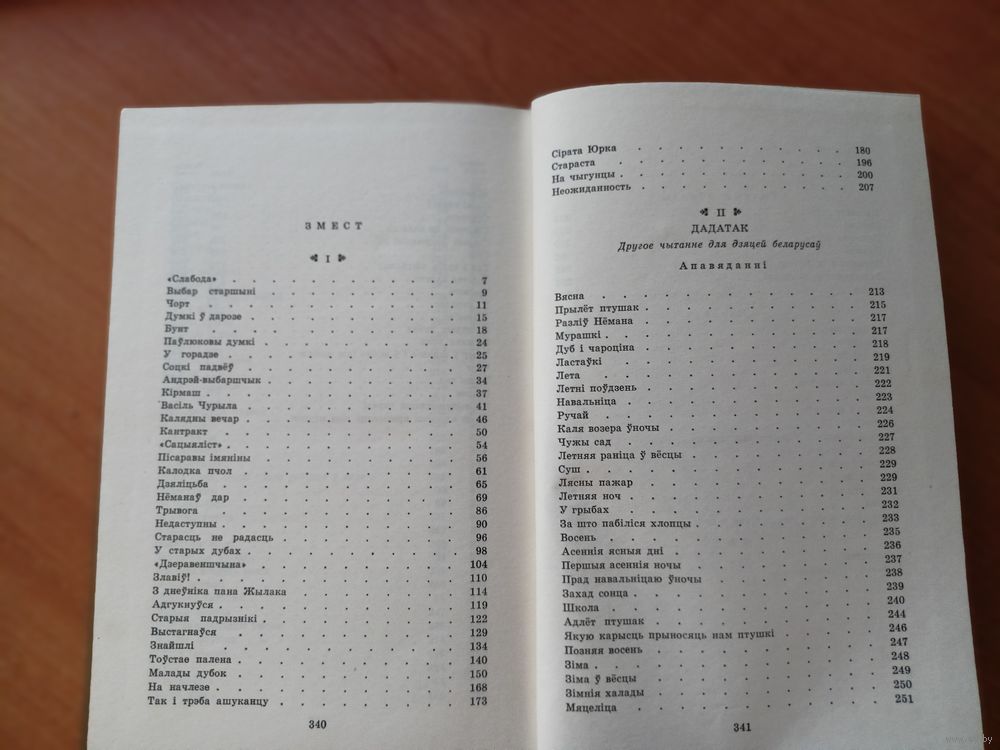 ЗМЕСТ
I
«Слабода» 7
Выбар старшыні 9
Чорт 11
Думкі ў дарозе 15
Бунт 18
Паўлюковы думкі 24
У горадзе 25
Соцкі падвёў 27
Андрэй-выбаршчык 34
Кірмаш 37
Васіль Чурыла 41
Калядны вечар 46
Кантракт 50
«Сацыяліст» 54
Пісаравы імяніны 56
Калодка пчол 61
Дзяліцьба 65
Нёманаў дар 69
Трывога 86
Недаступны 90
Старасць не радасць 96
У старых дубах 98
«Дзеравеншчына» 104
Злавіў! 110
З днеўніка пана Жылака 114
Адгукнуўся 119
Старыя падрызнікі 122
Выстагнаўся 129
Знайшлі 134
Тоўстае палена 140
Малады дубок 150
На начлезе 168
Так і трэба ашуканцу 173
340
Сірата Юрка 180
Стараста 196
На чыгунцы 200
Неожиданность 207
II
ДАДАТАК
Другое чытанне для дзяцей беларусаў
Апавяданні
Вясна 213
Прылёт птушак 215
Разліў Нёмана 217
Мурашкі 217
Дуб і чароціна 218
Ластаўкі 219
Лета 221
Летні поўдзень 222
Навальніца 223
Ручай 224
Каля возера ўночы 226
Чужы сад 227
Летняя раніца ў вёсцы 228
Суш 229
Лясны пажар 229
Летняя ноч 231
У грыбах 232
За што пабіліся хлопцы 233
Восень 235
Асеннія ясныя дні 236
Першыя асеннія ночы 237
Прад навальніцаю ўночы 238
Захад сонца 239
Школа 240
Адлёт птушак 244
Якую карысць прыносяць нам птушкі 246
Позняя восень 247
Зіма 248
Зіма ў вёсцы 249
Зімнія халады 250
Мяцеліца 251
341